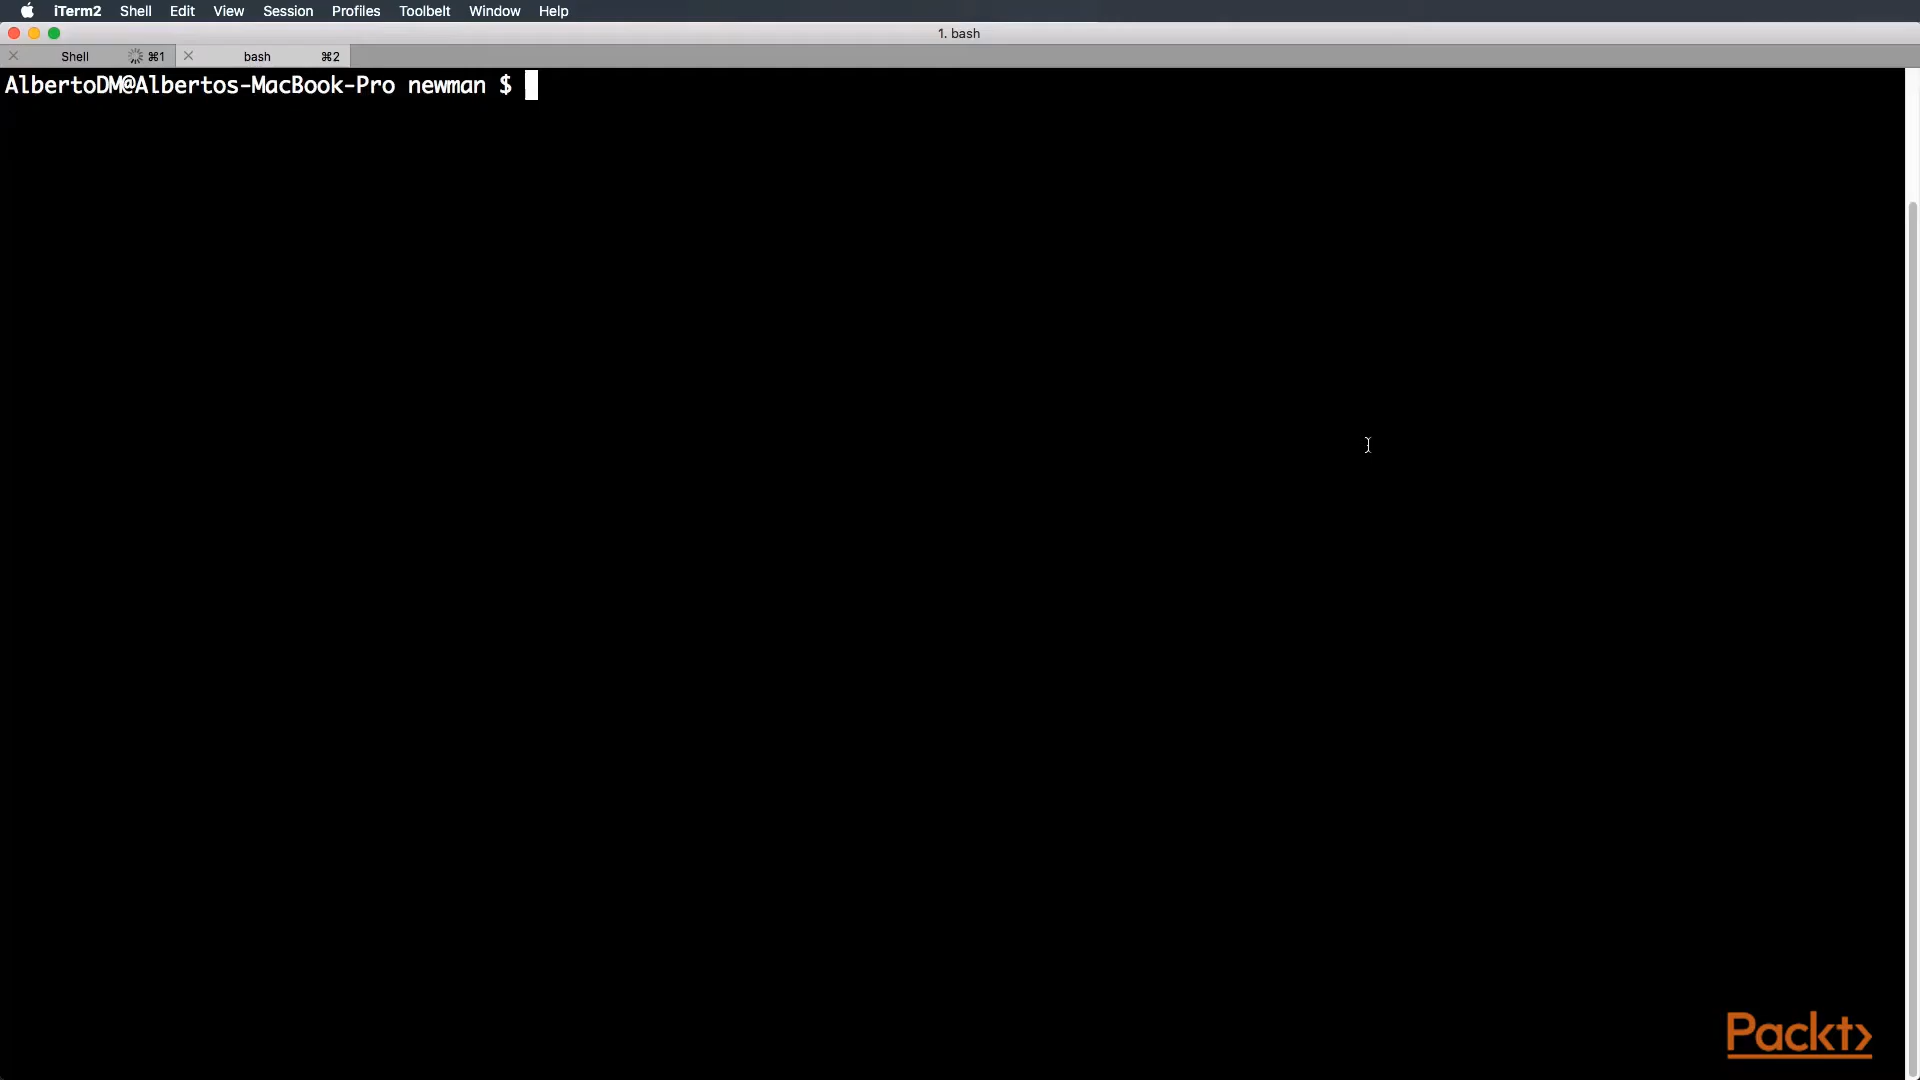 iTerm2 Shell Edit View Session Profiles Toolbelt Window Help
1. bash
Shell ⌘1 bash ⌘2
AlbertoDM@Albertos-MacBook-Pro newman $
Packt>